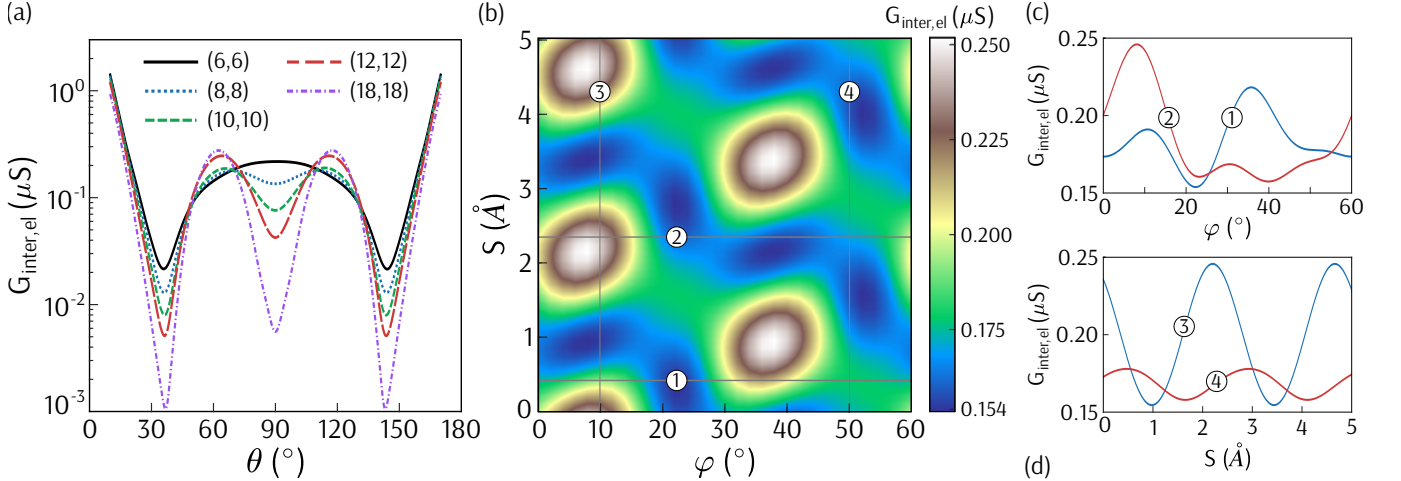 (a)
G_inter,el (μS)
10⁰
10⁻¹
10⁻²
10⁻³
(6,6)
(8,8)
(10,10)
(12,12)
(18,18)
0 30 60 90 120 150 180
θ (°)
(b)
S (Å)
5
4
3
2
1
0
3
4
2
1
0 10 20 30 40 50 60
φ (°)
G_inter,el (μS)
0.250
0.225
0.200
0.175
0.154
(c)
G_inter,el (μS)
0.25
0.20
0.15
2
1
0 20 40 60
φ (°)
G_inter,el (μS)
0.25
0.20
0.15
3
4
0 1 2 3 4 5
S (Å)
(d)